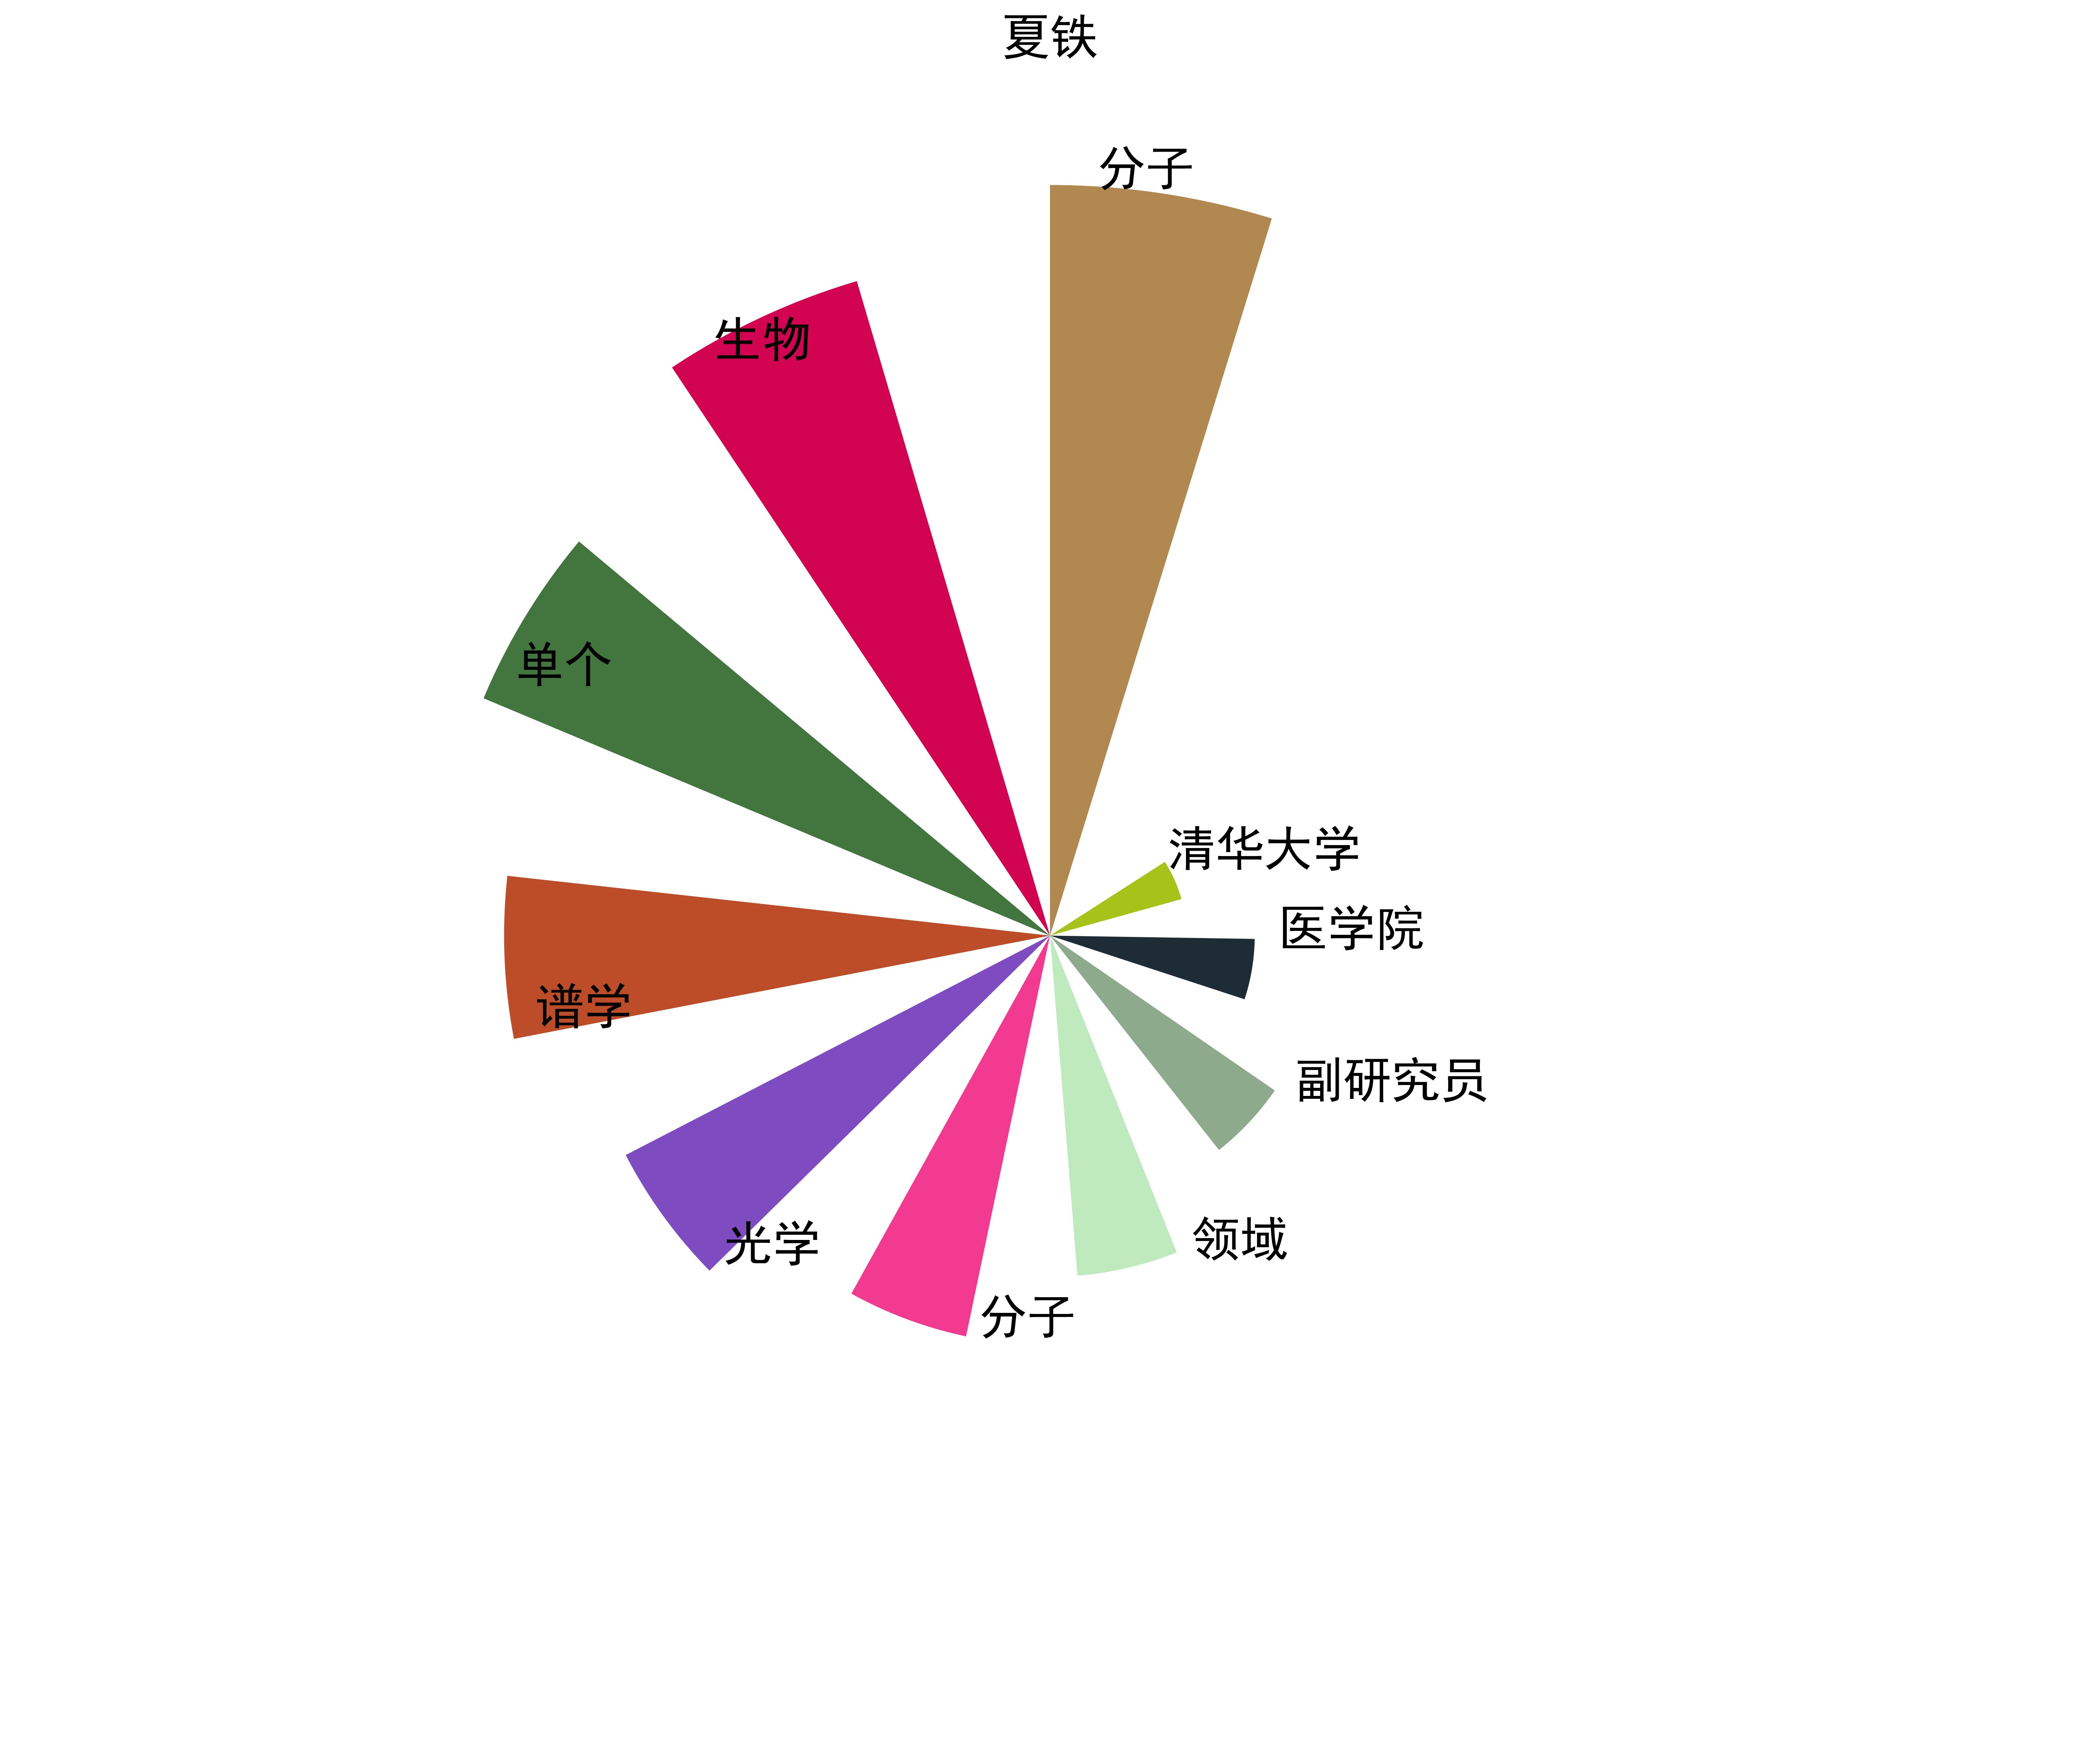 夏铁
分子
生物
单个
清华大学
医学院
谱学
副研究员
领域
光学
分子